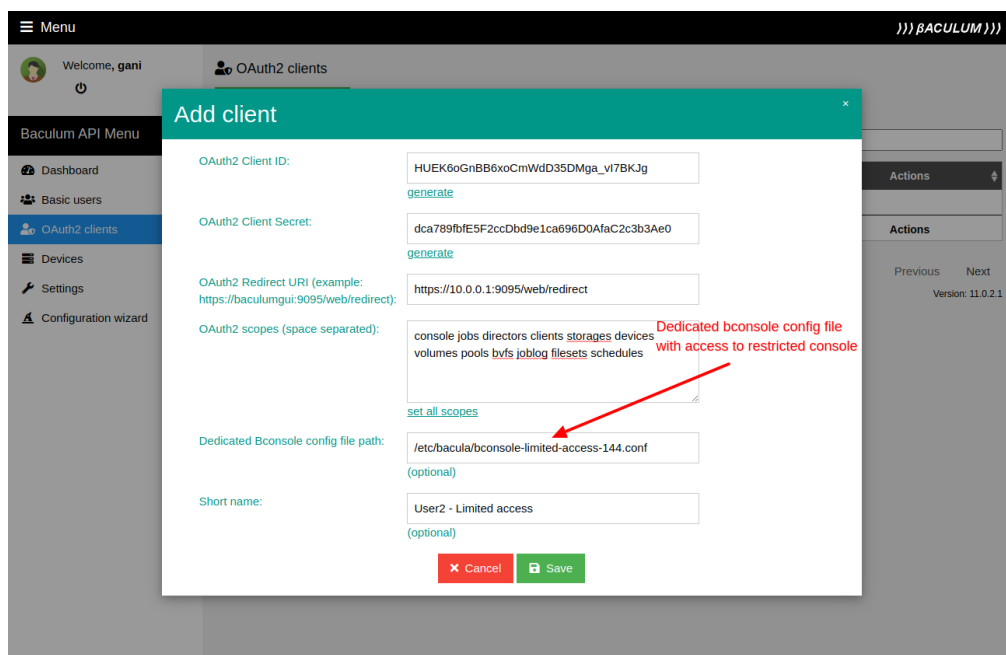 Menu
⟩⟩⟩ βACULUM ⟩⟩⟩
Welcome, gani
OAuth2 clients
Baculum API Menu
Dashboard
Basic users
OAuth2 clients
Devices
Settings
Configuration wizard
Add client
×
OAuth2 Client ID:
HUEK6oGnBB6xoCmWdD35DMga_vI7BKJg
generate
OAuth2 Client Secret:
dca789fbfE5F2ccDbd9e1ca696D0AfaC2c3b3Ae0
generate
OAuth2 Redirect URI (example:
https://baculumgui:9095/web/redirect):
https://10.0.0.1:9095/web/redirect
OAuth2 scopes (space separated):
console jobs directors clients storages devices
volumes pools bvfs joblog filesets schedules
set all scopes
Dedicated bconsole config file
with access to restricted console
Dedicated Bconsole config file path:
/etc/bacula/bconsole-limited-access-144.conf
(optional)
Short name:
User2 - Limited access
(optional)
Cancel
Save
Actions
Actions
Previous Next
Version: 11.0.2.1